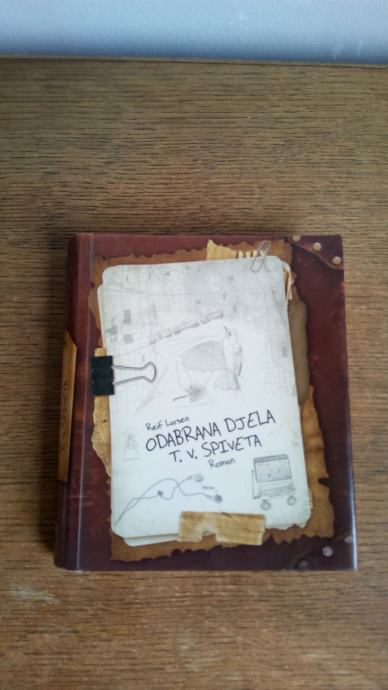 Reif Larsen
ODABRANA DJELA
T. V. SPIVETA
Roman